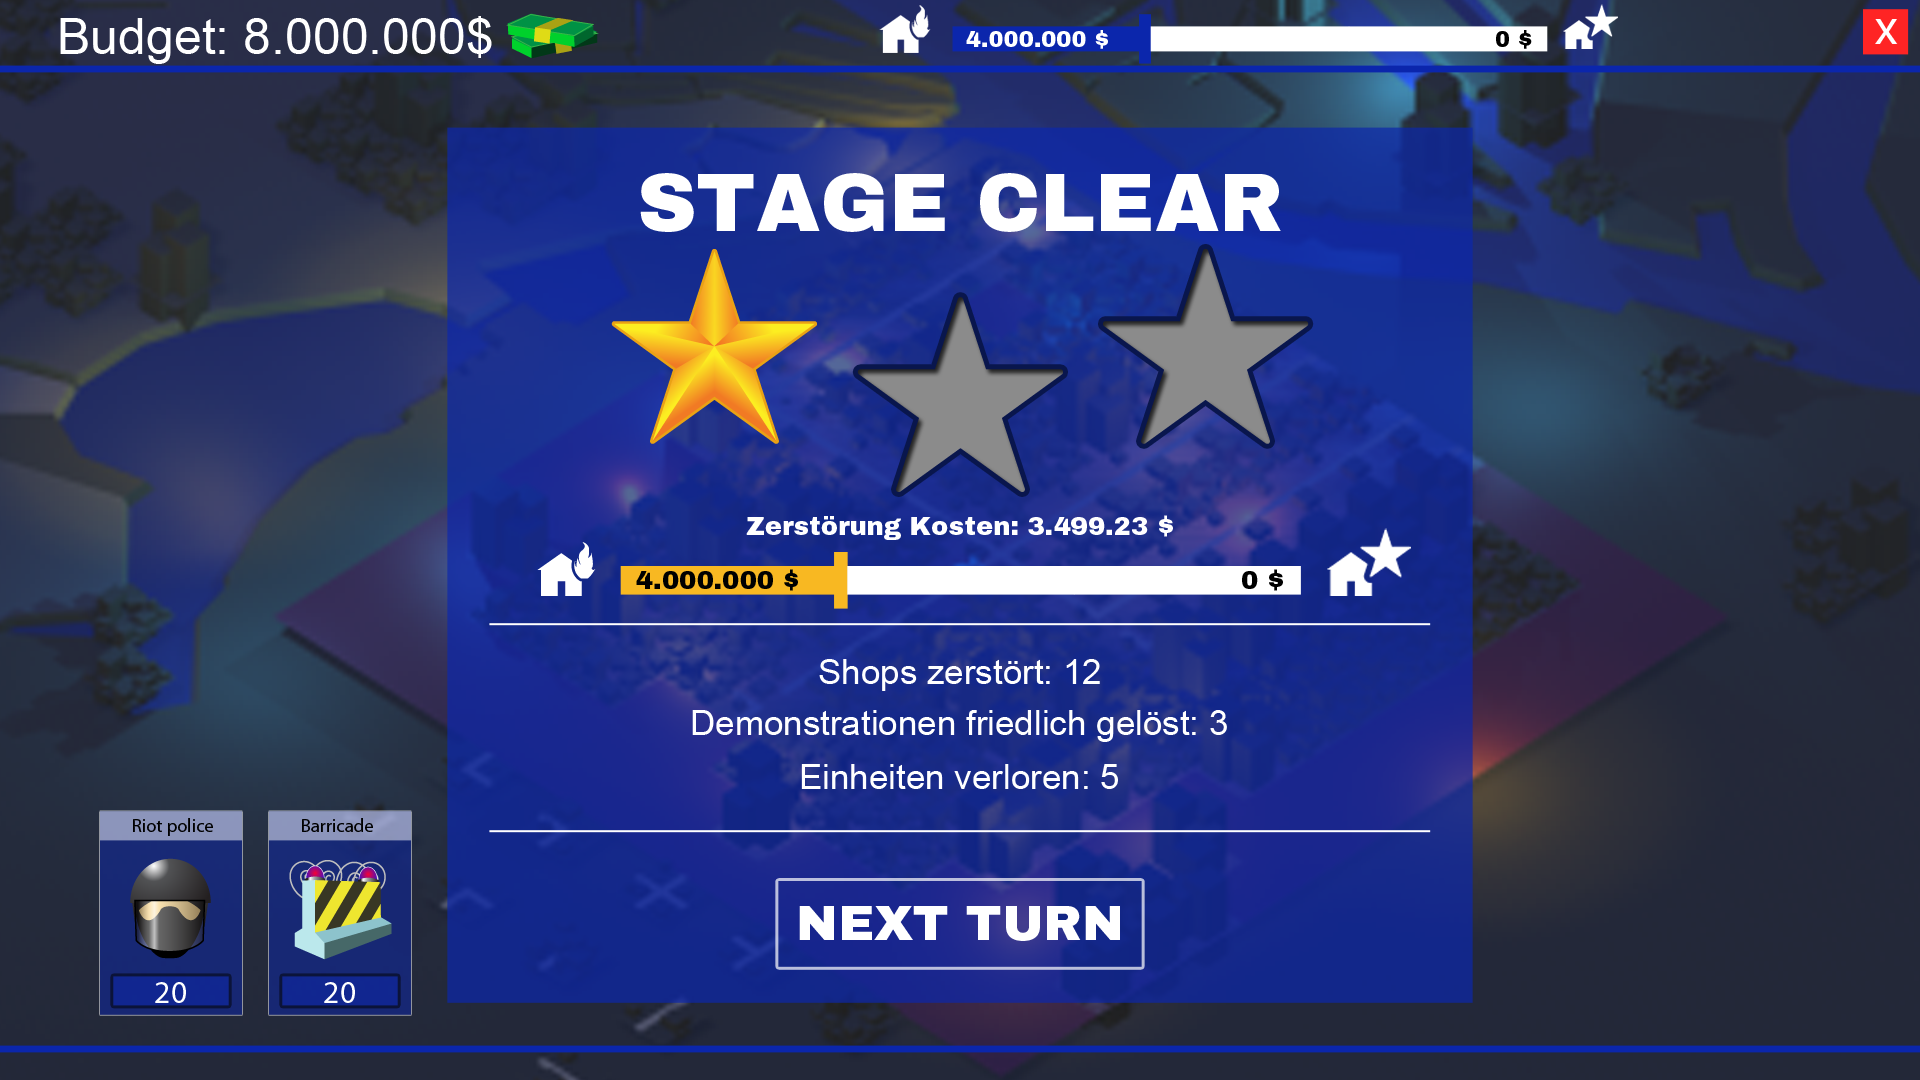 Budget: 8.000.000$
4.000.000 $
0 $
X
STAGE CLEAR
Zerstörung Kosten: 3.499.23 $
4.000.000 $
0 $
Shops zerstört: 12
Demonstrationen friedlich gelöst: 3
Einheiten verloren: 5
Riot police
Barricade
20
20
NEXT TURN